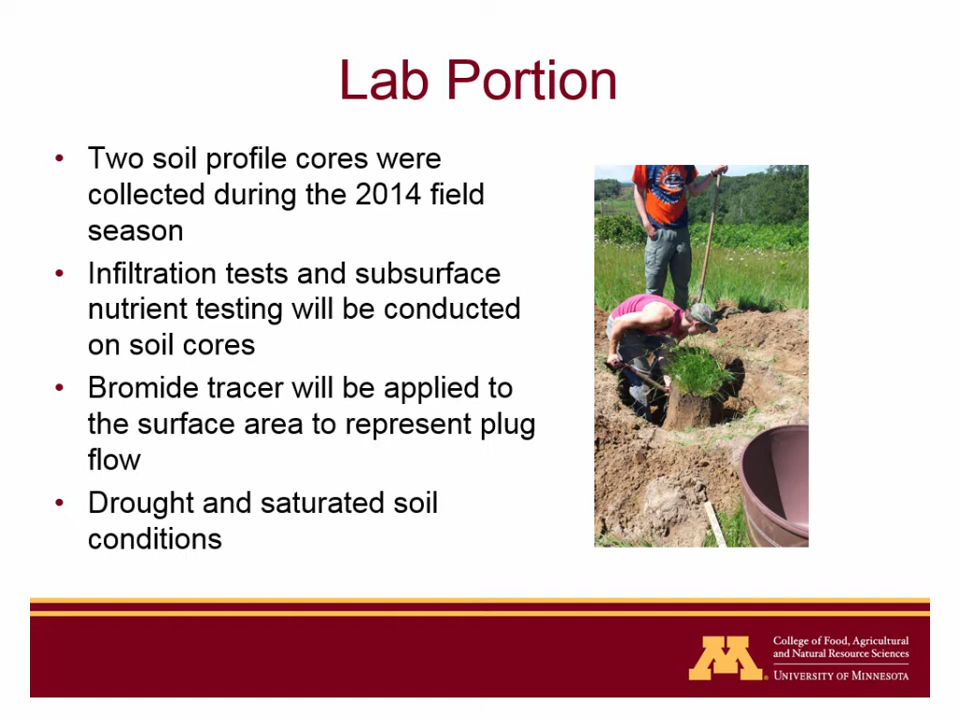 Lab Portion
• Two soil profile cores were
collected during the 2014 field
season
• Infiltration tests and subsurface
nutrient testing will be conducted
on soil cores
• Bromide tracer will be applied to
the surface area to represent plug
flow
• Drought and saturated soil
conditions
M
College of Food, Agricultural
and Natural Resource Sciences
University of Minnesota